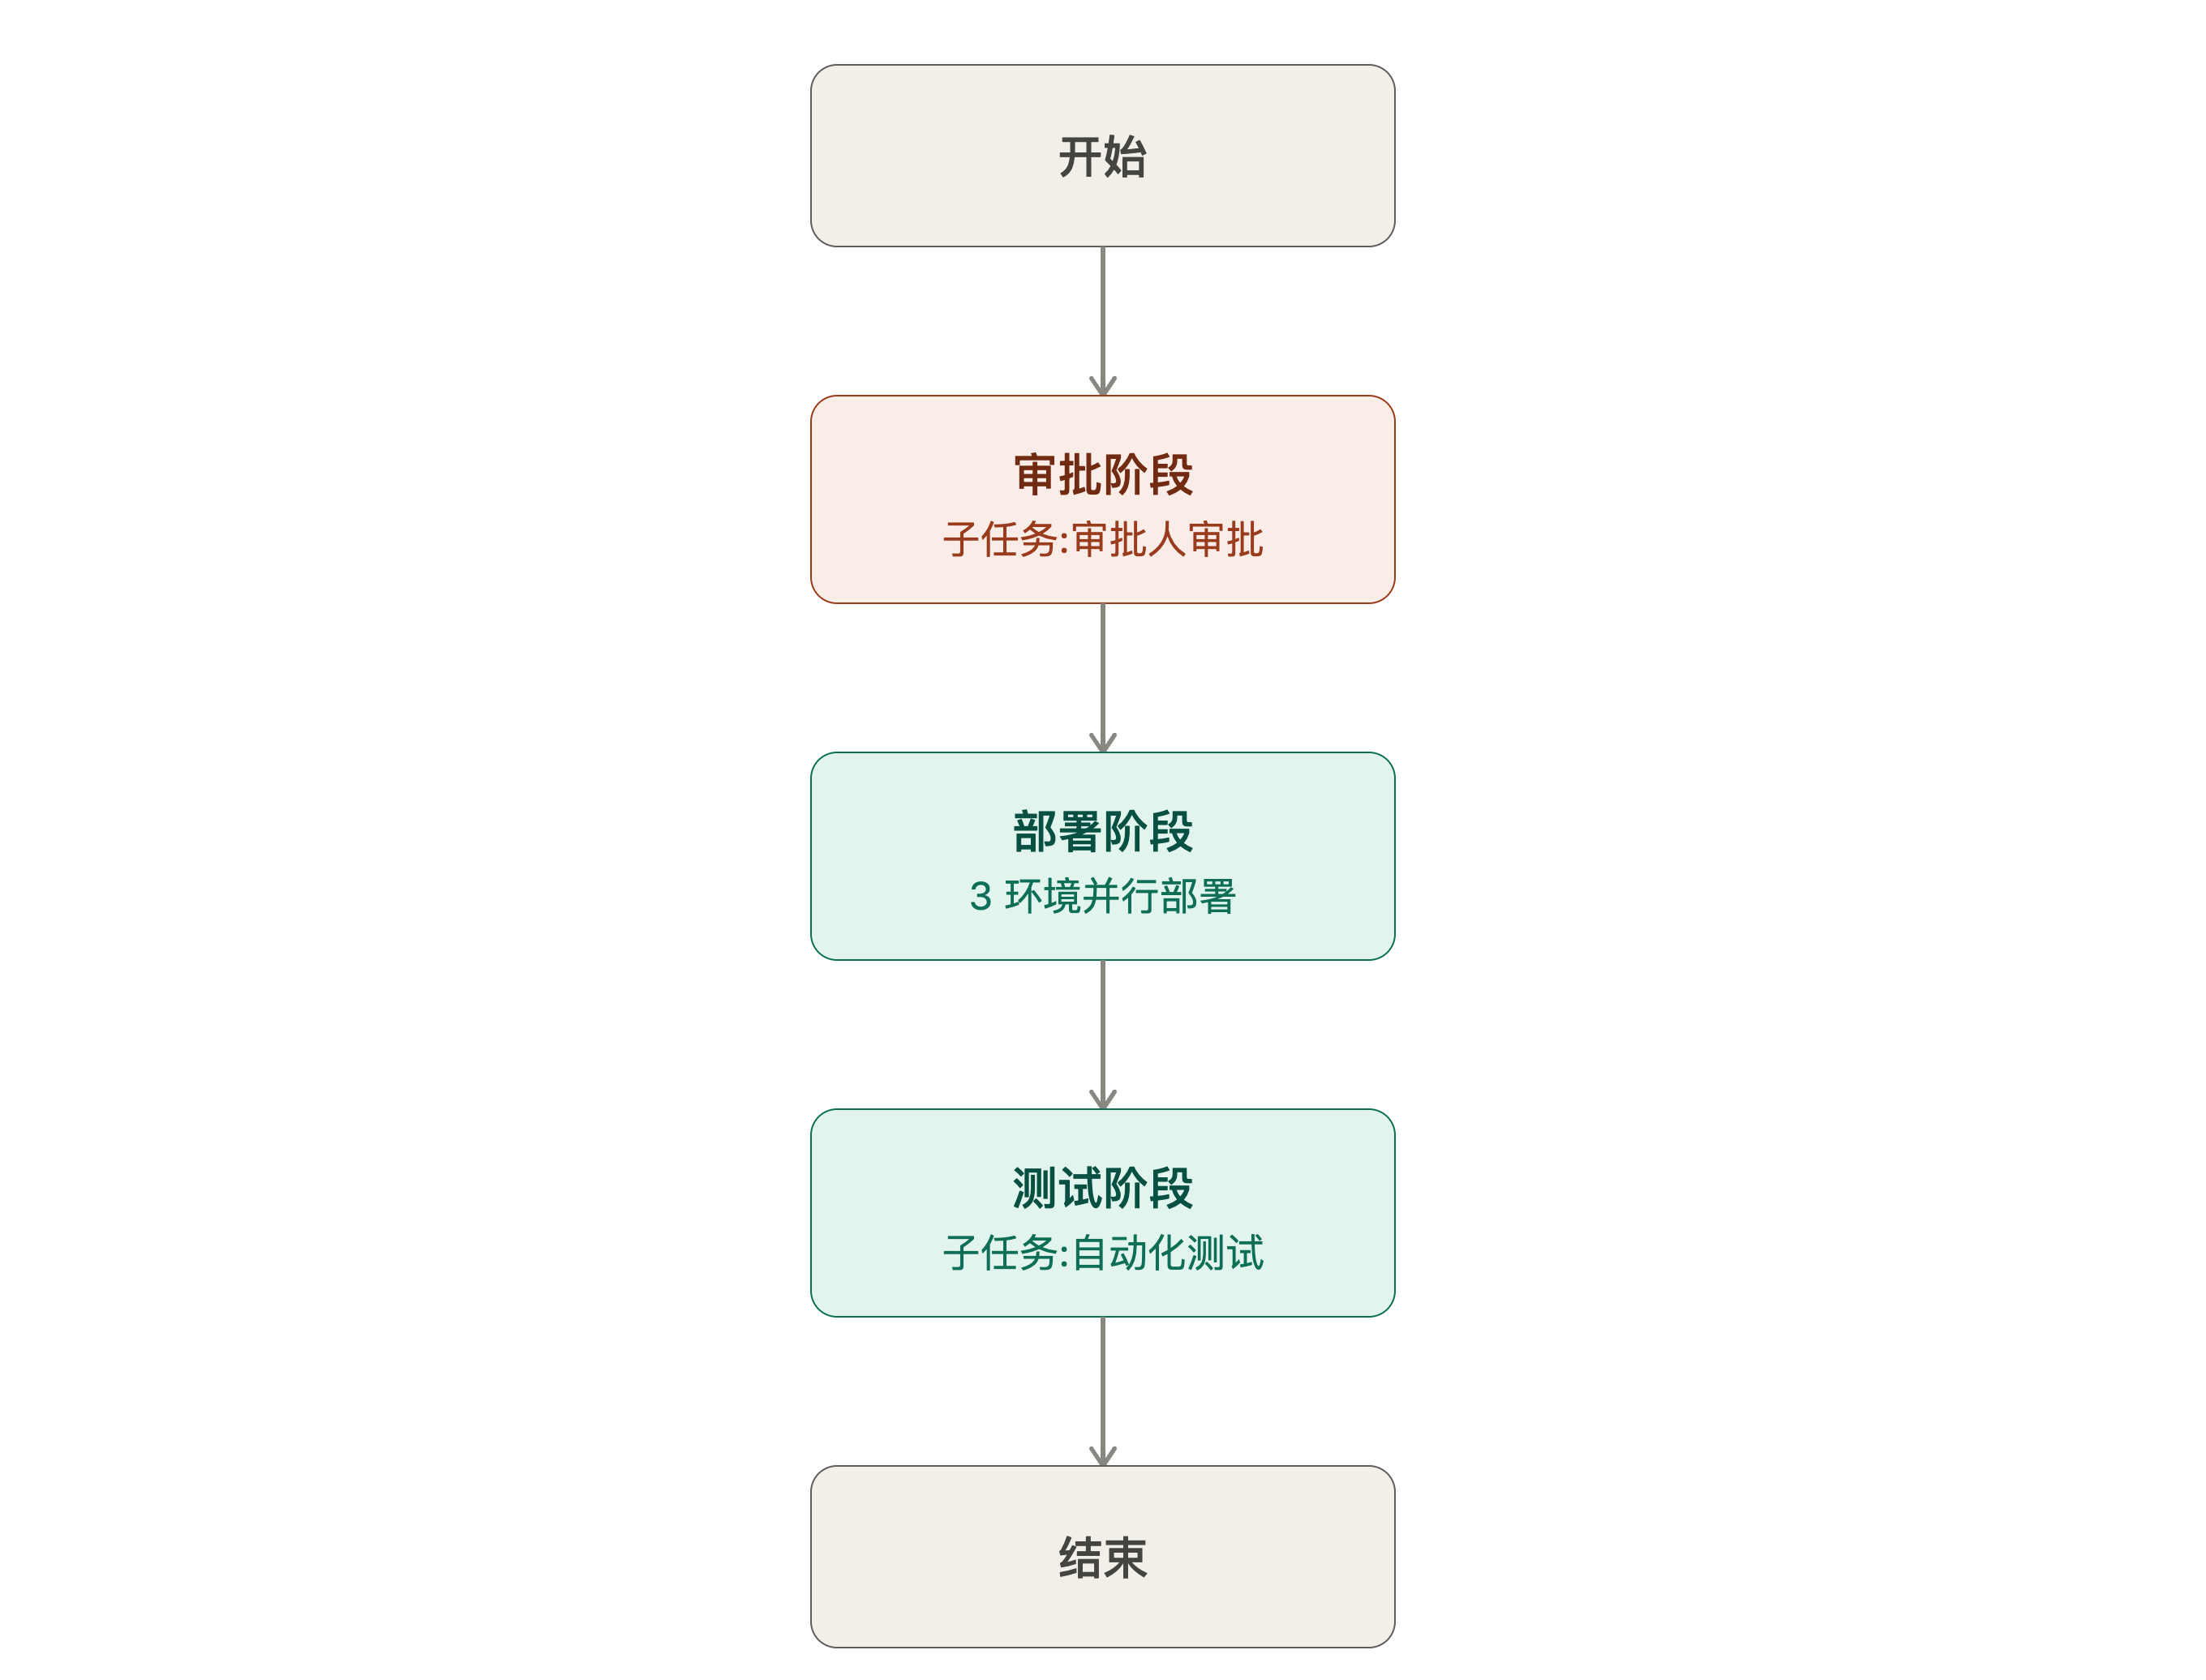 开始
审批阶段
子任务:审批人审批
部署阶段
3 环境并行部署
测试阶段
子任务:自动化测试
结束